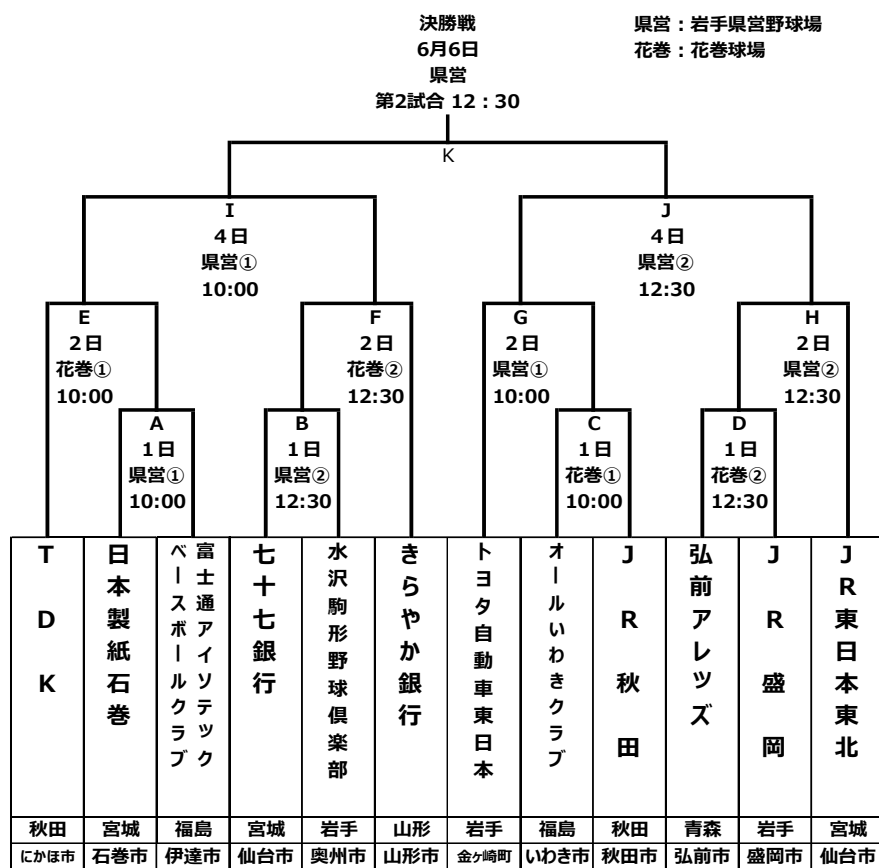 決勝戦
6月6日
県営
第2試合 12：30
県営：岩手県営野球場
花巻：花巻球場
K
I
4日
県営①
10:00
J
4日
県営②
12:30
E
2日
花巻①
10:00
F
2日
花巻②
12:30
G
2日
県営①
10:00
H
2日
県営②
12:30
A
1日
県営①
10:00
B
1日
県営②
12:30
C
1日
花巻①
10:00
D
1日
花巻②
12:30
TDK
日本製紙石巻
富士通アイソテック
ベースボールクラブ
七十七銀行
水沢駒形野球倶楽部
きらやか銀行
トヨタ自動車東日本
オールいわきクラブ
JR秋田
弘前アレッズ
JR盛岡
JR東日本東北
秋田 宮城 福島 宮城 岩手 山形 岩手 福島 秋田 青森 岩手 宮城
にかほ市 石巻市 伊達市 仙台市 奥州市 山形市 金ヶ崎町 いわき市 秋田市 弘前市 盛岡市 仙台市